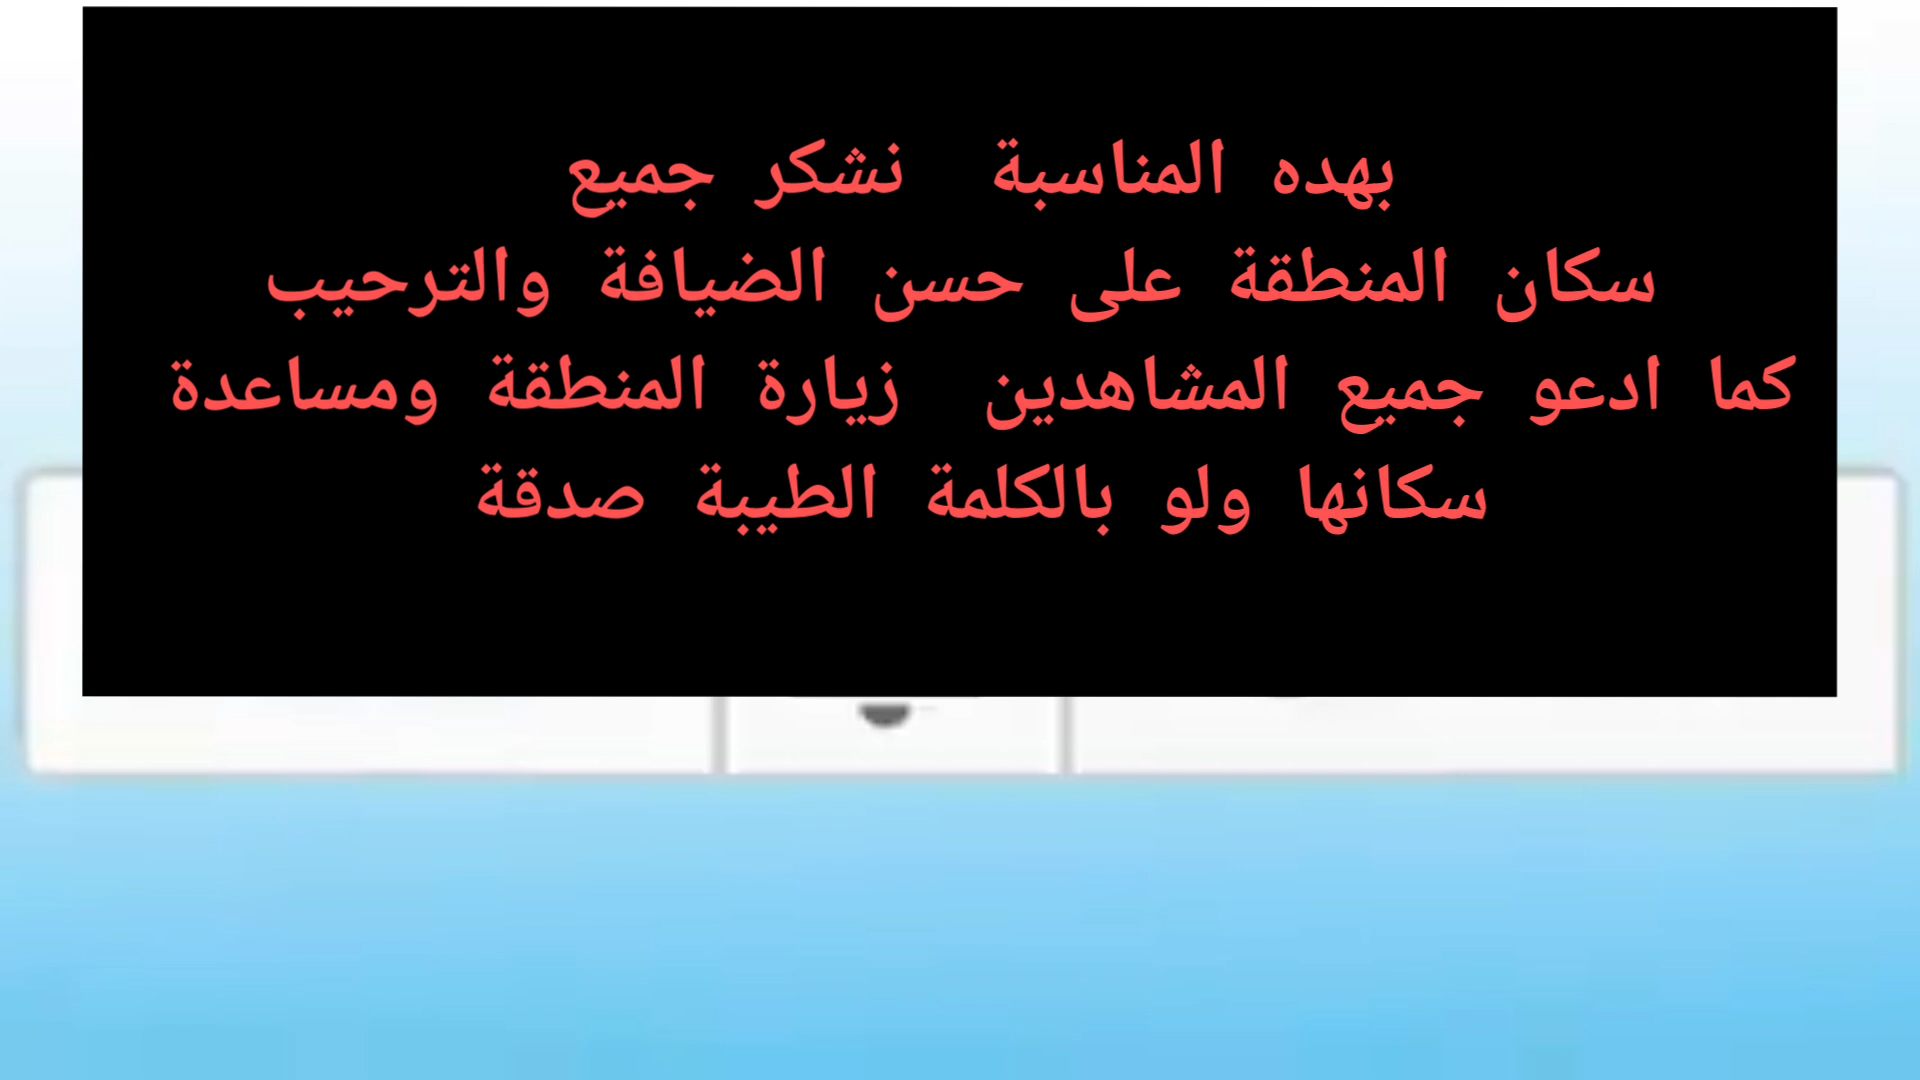 بهده المناسبة نشكر جميع
سكان المنطقة على حسن الضيافة والترحيب
كما ادعو جميع المشاهدين زيارة المنطقة ومساعدة
سكانها ولو بالكلمة الطيبة صدقة